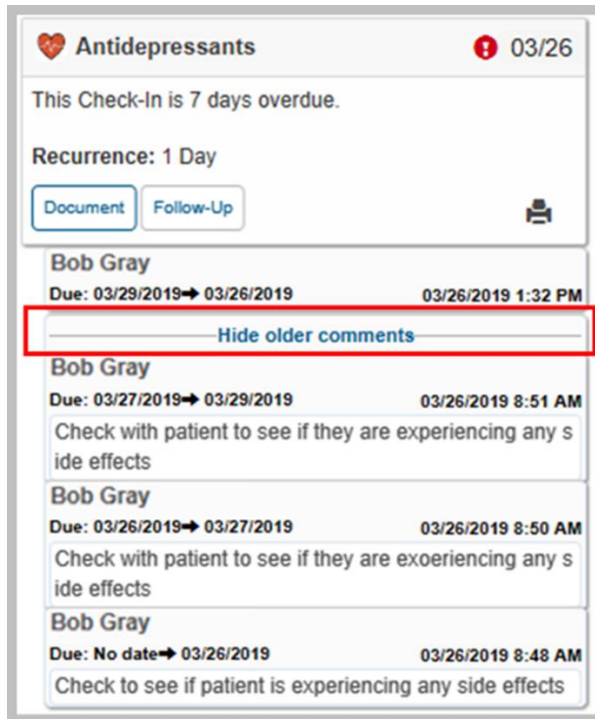 Antidepressants 03/26
This Check-In is 7 days overdue.
Recurrence: 1 Day
Document Follow-Up
Bob Gray
Due: 03/29/2019➔ 03/26/2019 03/26/2019 1:32 PM
Hide older comments
Bob Gray
Due: 03/27/2019➔ 03/29/2019 03/26/2019 8:51 AM
Check with patient to see if they are experiencing any s
ide effects
Bob Gray
Due: 03/26/2019➔ 03/27/2019 03/26/2019 8:50 AM
Check with patient to see if they are exoeriencing any s
ide effects
Bob Gray
Due: No date➔ 03/26/2019 03/26/2019 8:48 AM
Check to see if patient is experiencing any side effects